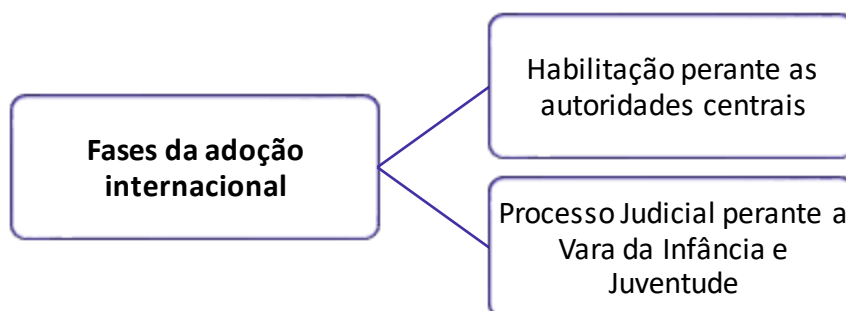 Fases da adoção
internacional
Habilitação perante as
autoridades centrais
Processo Judicial perante a
Vara da Infância e
Juventude